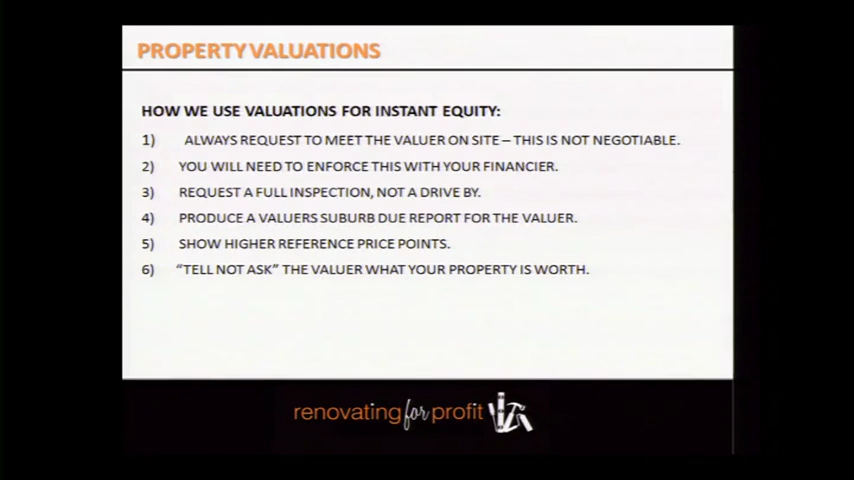 PROPERTY VALUATIONS
HOW WE USE VALUATIONS FOR INSTANT EQUITY:
1) ALWAYS REQUEST TO MEET THE VALUER ON SITE – THIS IS NOT NEGOTIABLE.
2) YOU WILL NEED TO ENFORCE THIS WITH YOUR FINANCIER.
3) REQUEST A FULL INSPECTION, NOT A DRIVE BY.
4) PRODUCE A VALUERS SUBURB DUE REPORT FOR THE VALUER.
5) SHOW HIGHER REFERENCE PRICE POINTS.
6) “TELL NOT ASK” THE VALUER WHAT YOUR PROPERTY IS WORTH.
renovating for profit